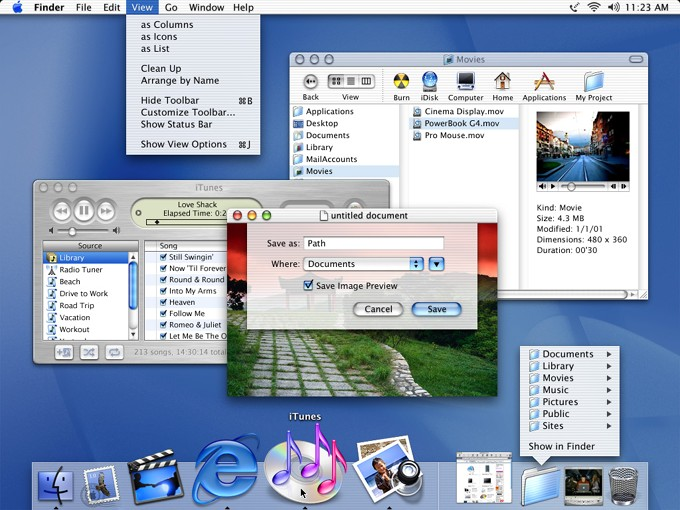 Finder File Edit View Go Window Help 11:23 AM
as Columns
as Icons
as List
Clean Up
Arrange by Name
Hide Toolbar ⌘B
Customize Toolbar...
Show Status Bar
Show View Options ⌘J
Movies
Back View Burn iDisk Computer Home Applications My Project
Applications
Desktop
Documents
Library
MailAccounts
Movies
Cinema Display.mov
PowerBook G4.mov
Pro Mouse.mov
Kind: Movie
Size: 4.3 MB
Dimensions: 480 x 360
Modified: 1/1/01
Duration: 00'30
iTunes
Love Shack
Elapsed Time: 0:2
Source
Library
Radio Tuner
Beach
Drive to Work
Road Trip
Vacation
Workout
Song
Still Swingin'
Now 'Til Forever
Round & Round
Into My Arms
Heaven
Follow Me
Romeo & Juliet
Let Me Be The O
213 songs, 14:30:14 tota
untitled document
Save as: Path
Where: Documents
Save Image Preview
Cancel Save
Documents
Library
Movies
Music
Pictures
Public
Sites
Show in Finder
iTunes